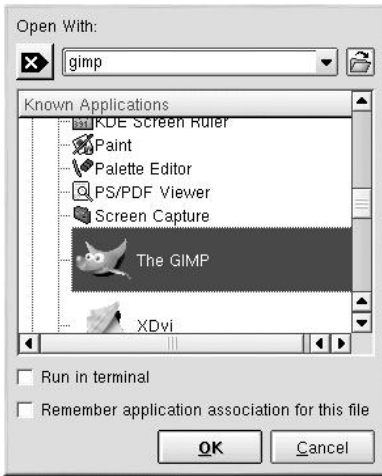 Open With:
gimp
Known Applications
KDE Screen Ruler
Paint
Palette Editor
PS/PDF Viewer
Screen Capture
The GIMP
XDvi
Run in terminal
Remember application association for this file
OK
Cancel